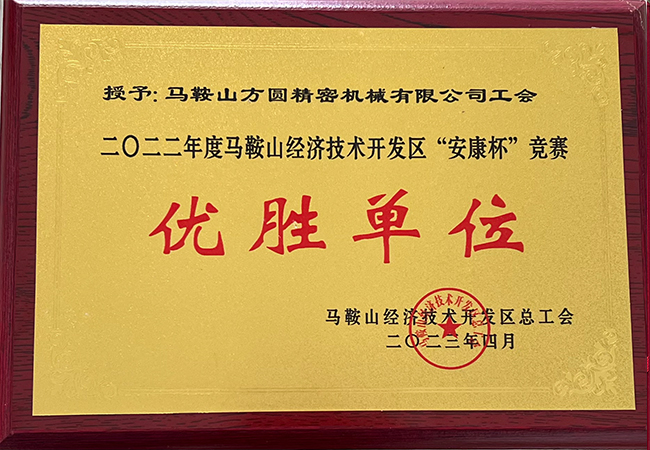 授予：马鞍山方圆精密机械有限公司工会
二〇二二年度马鞍山经济技术开发区“安康杯”竞赛
优胜单位
马鞍山经济技术开发区总工会
二〇二三年四月